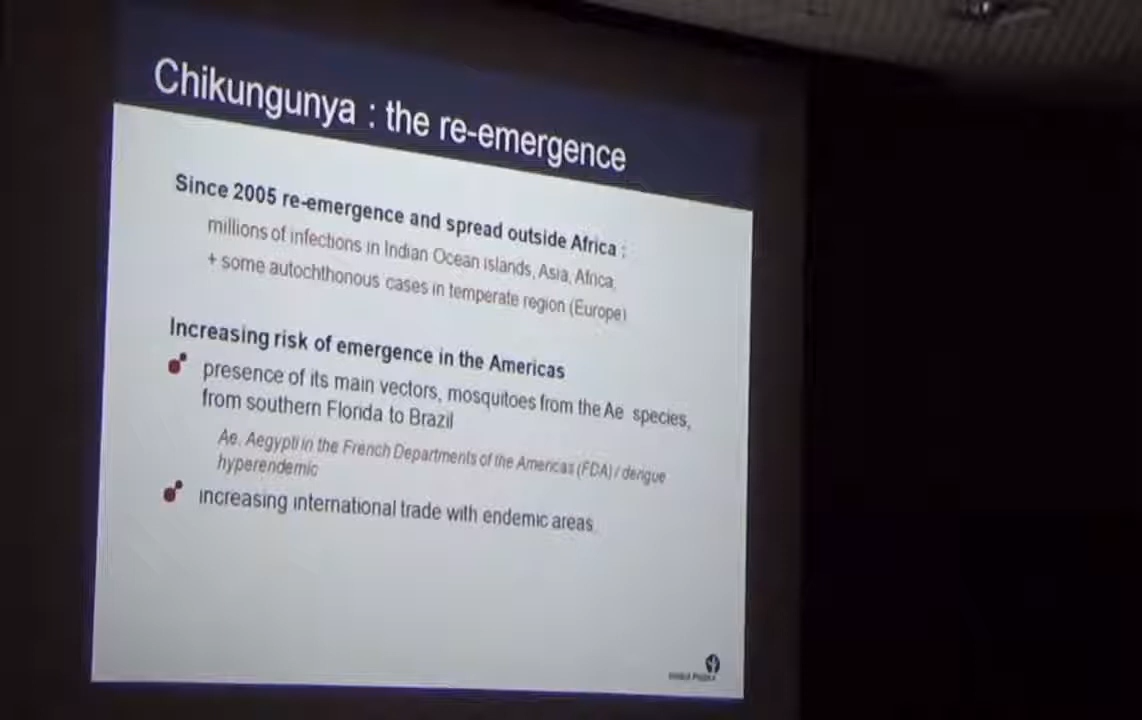 Chikungunya : the re-emergence
Since 2005 re-emergence and spread outside Africa :
millions of infections in Indian Ocean islands, Asia, Africa,
+ some autochthonous cases in temperate region (Europe)
Increasing risk of emergence in the Americas
presence of its main vectors, mosquitoes from the Ae species,
from southern Florida to Brazil
Ae. Aegypti in the French Departments of the Americas (FDA) / dengue
hyperendemic
increasing international trade with endemic areas